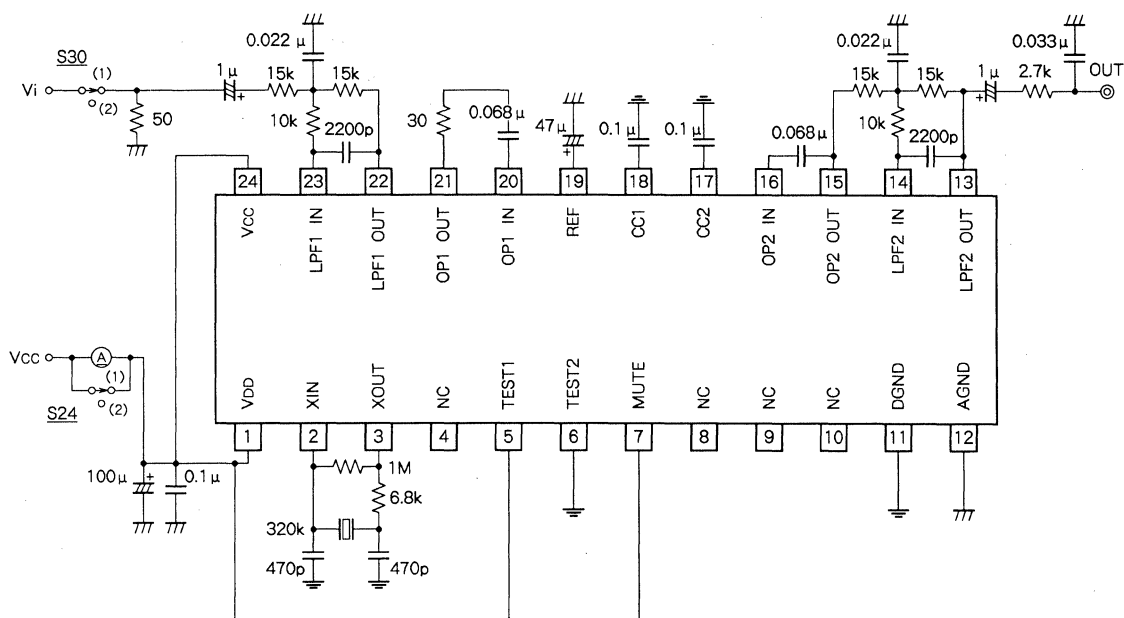 S30
Vi
(1)
(2)
50
1μ
+
15k
0.022μ
15k
10k
2200p
30
0.068μ
47μ
+
0.1μ
0.1μ
0.068μ
15k
0.022μ
15k
10k
2200p
1μ
+
2.7k
0.033μ
OUT
24 23 22 21 20 19 18 17 16 15 14 13
VCC
LPF1 IN
LPF1 OUT
OP1 OUT
OP1 IN
REF
CC1
CC2
OP2 IN
OP2 OUT
LPF2 IN
LPF2 OUT
VCC
A
(1)
(2)
S24
VDD
XIN
XOUT
NC
TEST1
TEST2
MUTE
NC
NC
NC
DGND
AGND
1 2 3 4 5 6 7 8 9 10 11 12
100μ
+
0.1μ
1M
6.8k
320k
470p
470p